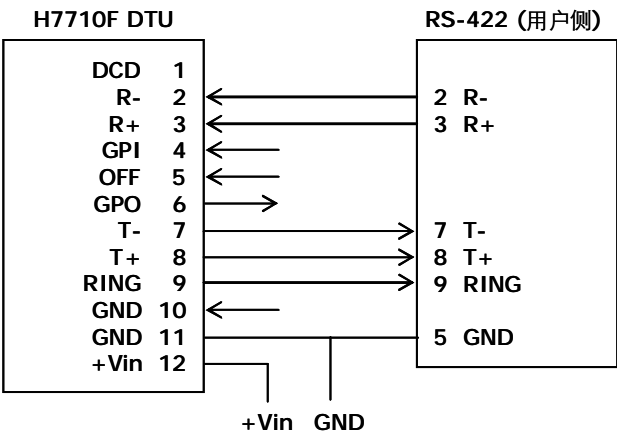 H7710F DTU RS-422 (用户侧)
DCD 1
R- 2 2 R-
R+ 3 3 R+
GPI 4
OFF 5
GPO 6
T- 7 7 T-
T+ 8 8 T+
RING 9 9 RING
GND 10
GND 11 5 GND
+Vin 12
+Vin GND